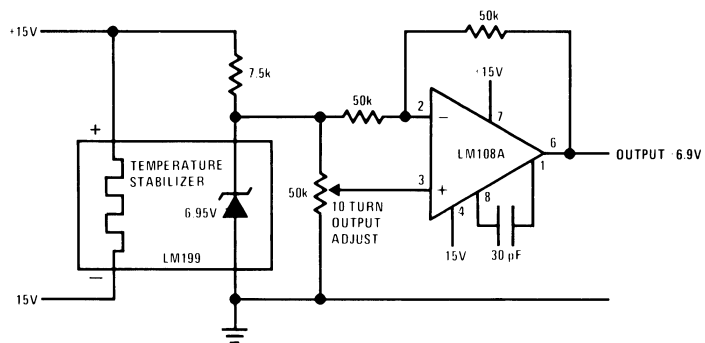 50k
+15V
7.5k
50k
15V
2
7
+
TEMPERATURE
STABILIZER
LM108A
6
OUTPUT 6.9V
3
1
50k
10 TURN
OUTPUT
ADJUST
+
4
8
6.95V
LM199
15V
30 pF
15V